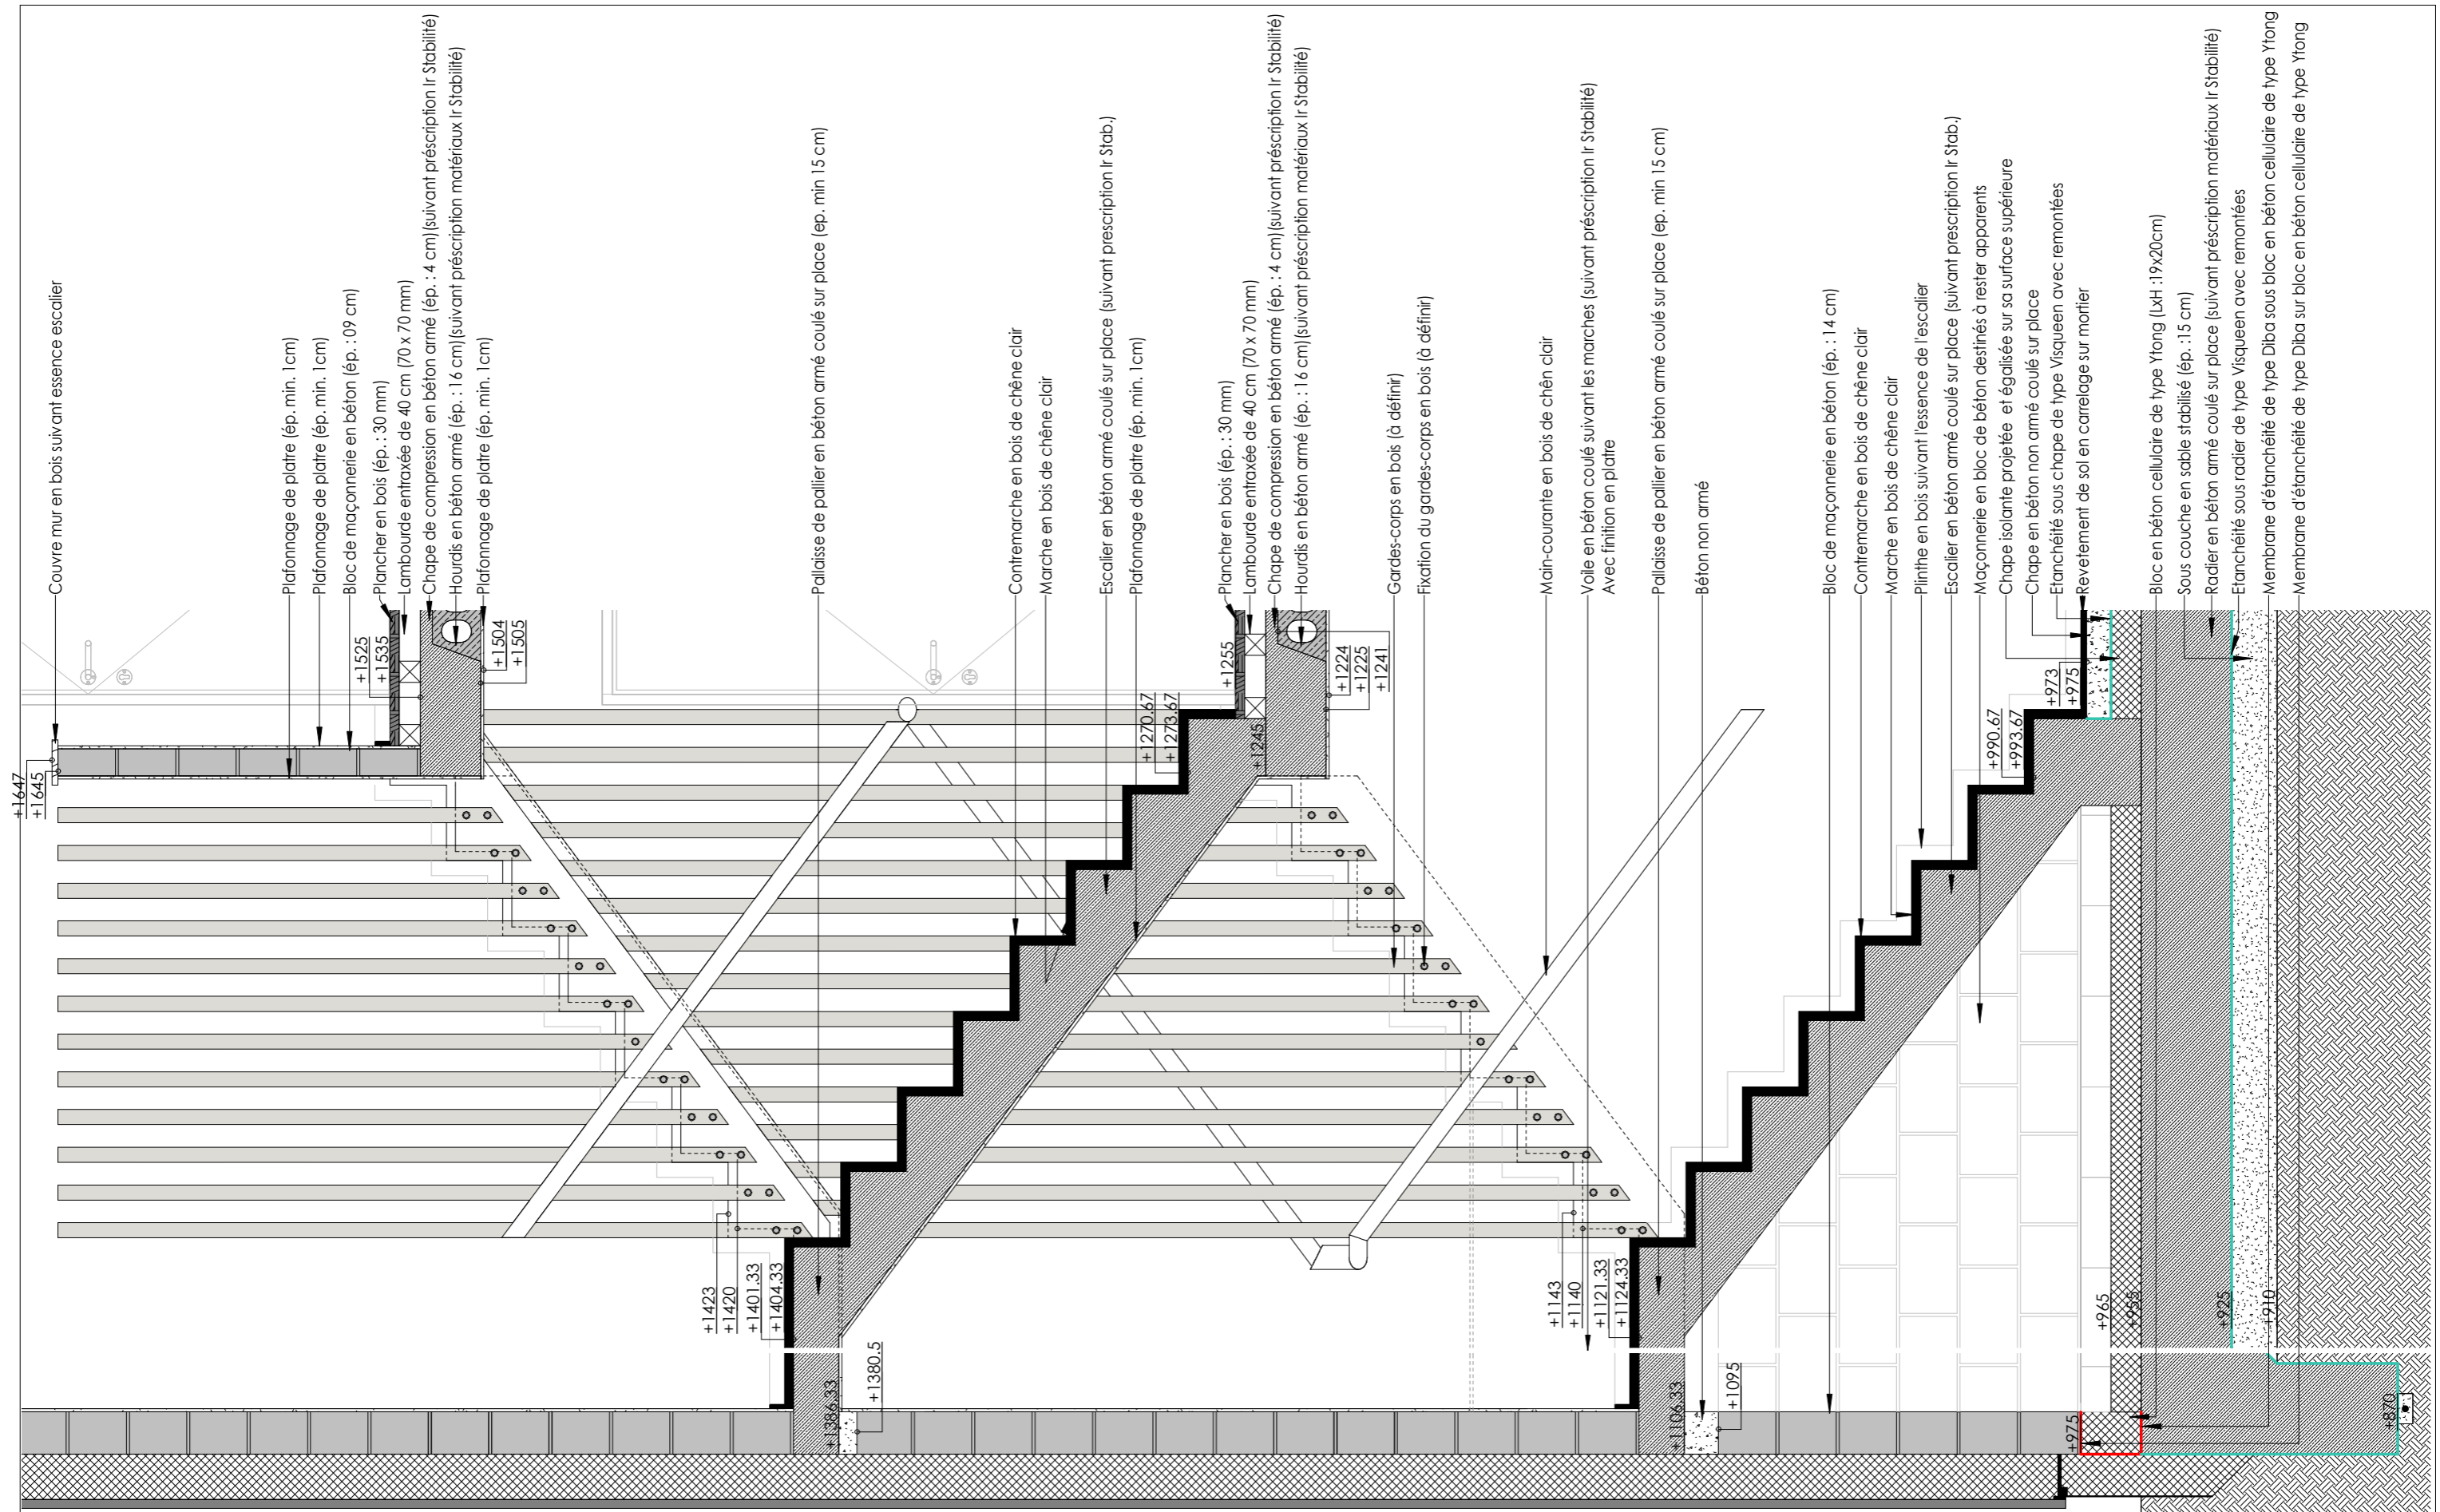 Couvre mur en bois suivant essence escalier
Plafonnage de platre (ép. min. 1cm)
Plafonnage de platre (ép. min. 1cm)
Bloc de maçonnerie en béton (ép. : 09 cm)
Plancher en bois (ép. : 30 mm)
Lambourde entraxée de 40 cm (70 x 70 mm)
Chape de compression en béton armé (ép. : 4 cm)(suivant préscription Ir Stabilité)
Hourdis en béton armé (ép. : 16 cm)(suivant préscription matériaux Ir Stabilité)
Plafonnage de platre (ép. min. 1cm)
Pallaisse de pallier en béton armé coulé sur place (ep. min 15 cm)
Contremarche en bois de chêne clair
Marche en bois de chêne clair
Escalier en béton armé coulé sur place (suivant prescription Ir Stab.)
Plafonnage de platre (ép. min. 1cm)
Plancher en bois (ép. : 30 mm)
Lambourde entraxée de 40 cm (70 x 70 mm)
Chape de compression en béton armé (ép. : 4 cm)(suivant préscription Ir Stabilité)
Hourdis en béton armé (ép. : 16 cm)(suivant préscription matériaux Ir Stabilité)
Gardes-corps en bois (à définir)
Fixation du gardes-corps en bois (à définir)
Main-courante en bois de chên clair
Voile en béton coulé suivant les marches (suivant préscription Ir Stabilité)
Avec finition en platre
Pallaisse de pallier en béton armé coulé sur place (ep. min 15 cm)
Béton non armé
Bloc de maçonnerie en béton (ép. : 14 cm)
Contremarche en bois de chêne clair
Marche en bois de chêne clair
Plinthe en bois suivant l'essence de l'escalier
Escalier en béton armé coulé sur place (suivant prescription Ir Stab.)
Maçonnerie en bloc de béton destinés à rester apparents
Chape isolante projetée et égalisée sur sa surface supérieure
Chape en béton non armé coulé sur place
Etanchéité sous chape de type Visqueen avec remontées
Revetement de sol en carrelage sur mortier
Bloc en béton cellulaire de type Ytong (LxH :19x20cm)
Sous couche en sable stabilisé (ép. :15 cm)
Radier en béton armé coulé sur place (suivant préscription matériaux Ir Stabilité)
Etanchéité sous radier de type Visqueen avec remontées
Membrane d'étanchéité de type Diba sous bloc en béton cellulaire de type Ytong
Membrane d'étanchéité de type Diba sur bloc en béton cellulaire de type Ytong
+1647
+1645
+1525
+1535
+1504
+1505
+1423
+1420
+1401.33
+1404.33
+1386.33
+1380.5
+1270.67
+1273.67
+1255
+1245
+1224
+1225
+1241
+1143
+1140
+1121.33
+1124.33
+1106.33
+1095
+990.67
+993.67
+973
+975
+965
+955
+925
+910
+975
+870